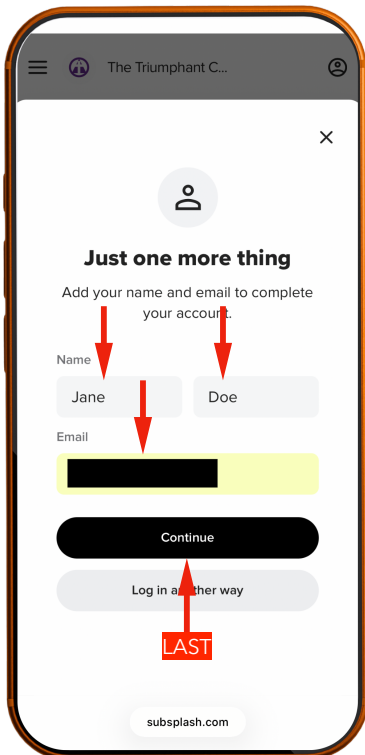 The Triumphant C...
Just one more thing
Add your name and email to complete
your account.
Name
Jane Doe
Email
Continue
Log in another way
LAST
subsplash.com